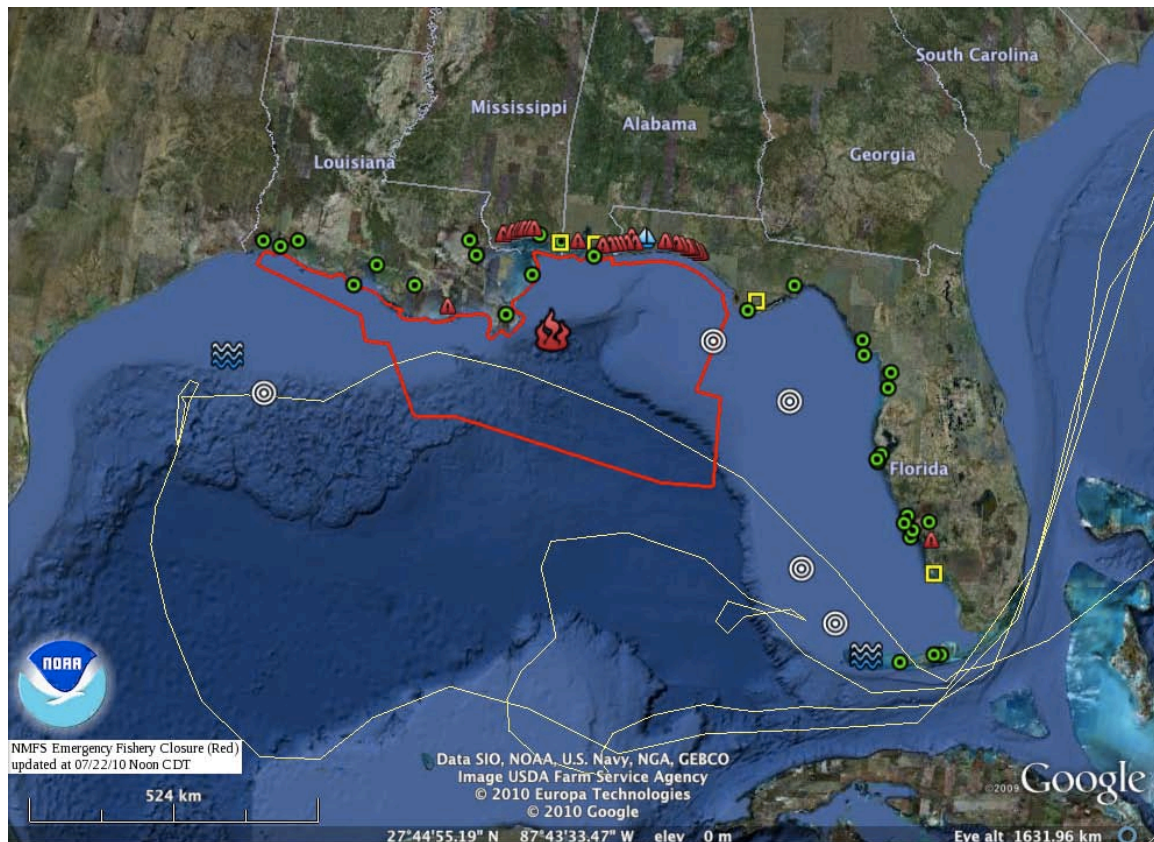 South Carolina
Mississippi
Alabama
Georgia
Louisiana
Florida
NOAA
NMFS Emergency Fishery Closure (Red)
updated at 07/22/10 Noon CDT
524 km
Data SIO, NOAA, U.S. Navy, NGA, GEBCO
Image USDA Farm Service Agency
© 2010 Europa Technologies
© 2010 Google
©2009 Google
27°44'55.19" N 87°43'33.47" W elev 0 m
Eye alt 1631.96 km